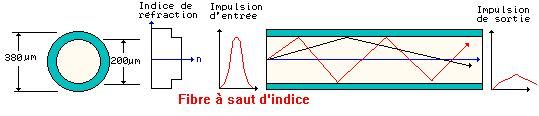 380µm
200µm
Indice de
réfraction
n
Impulsion
d'entrée
Impulsion
de sortie
Fibre à saut d'indice